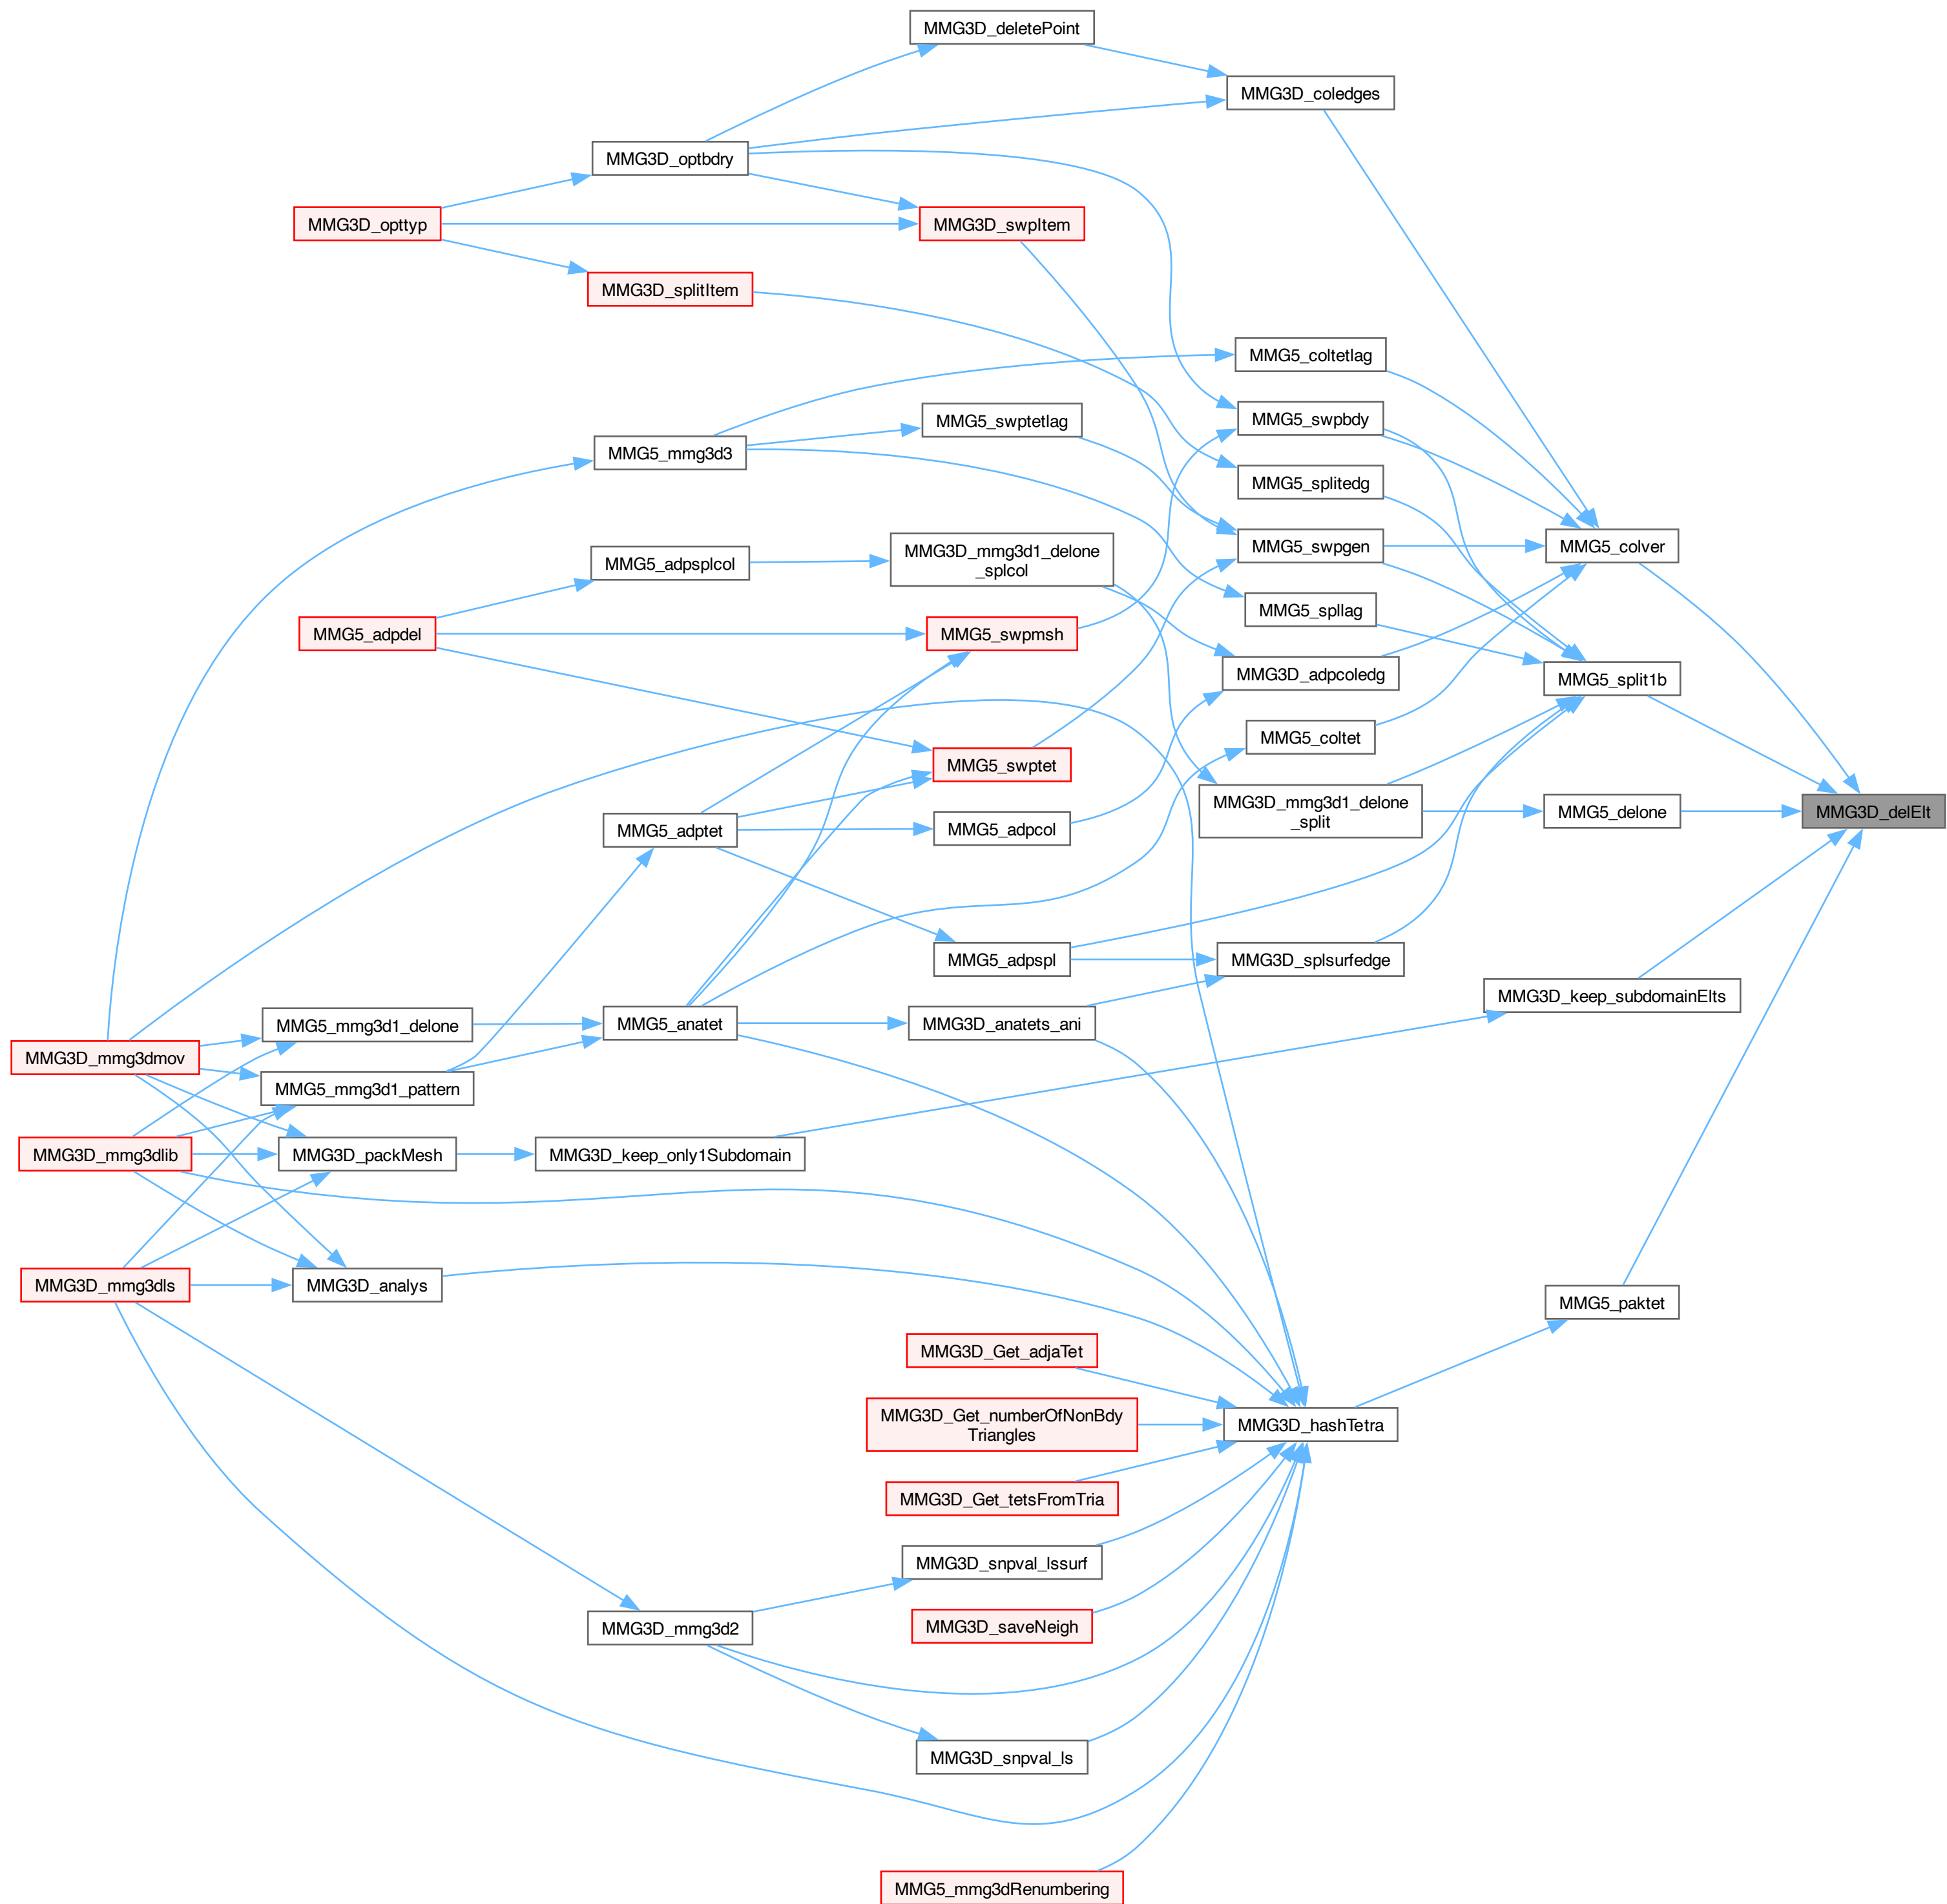 MMG3D_deletePoint
MMG3D_coledges
MMG3D_optbdry
MMG3D_opttyp
MMG3D_swpItem
MMG3D_splitItem
MMG5_coltetlag
MMG5_swptetlag
MMG5_swpbdy
MMG5_mmg3d3
MMG5_splitedg
MMG5_adpsplcol
MMG3D_mmg3d1_delone
_splcol
MMG5_swpgen
MMG5_colver
MMG5_spllag
MMG5_adpdel
MMG5_swpmsh
MMG3D_adpcoledg
MMG5_split1b
MMG5_coltet
MMG5_swptet
MMG5_adptet
MMG5_adpcol
MMG3D_mmg3d1_delone
_split
MMG5_delone
MMG3D_delElt
MMG5_adpspl
MMG3D_splsurfedge
MMG3D_keep_subdomainElts
MMG5_mmg3d1_delone
MMG5_anatet
MMG3D_anatets_ani
MMG3D_mmg3dmov
MMG5_mmg3d1_pattern
MMG3D_mmg3dlib
MMG3D_packMesh
MMG3D_keep_only1Subdomain
MMG3D_mmg3dls
MMG3D_analys
MMG5_paktet
MMG3D_Get_adjaTet
MMG3D_Get_numberOfNonBdy
Triangles
MMG3D_hashTetra
MMG3D_Get_tetsFromTria
MMG3D_snpval_lssurf
MMG3D_mmg3d2
MMG3D_saveNeigh
MMG3D_snpval_ls
MMG5_mmg3dRenumbering